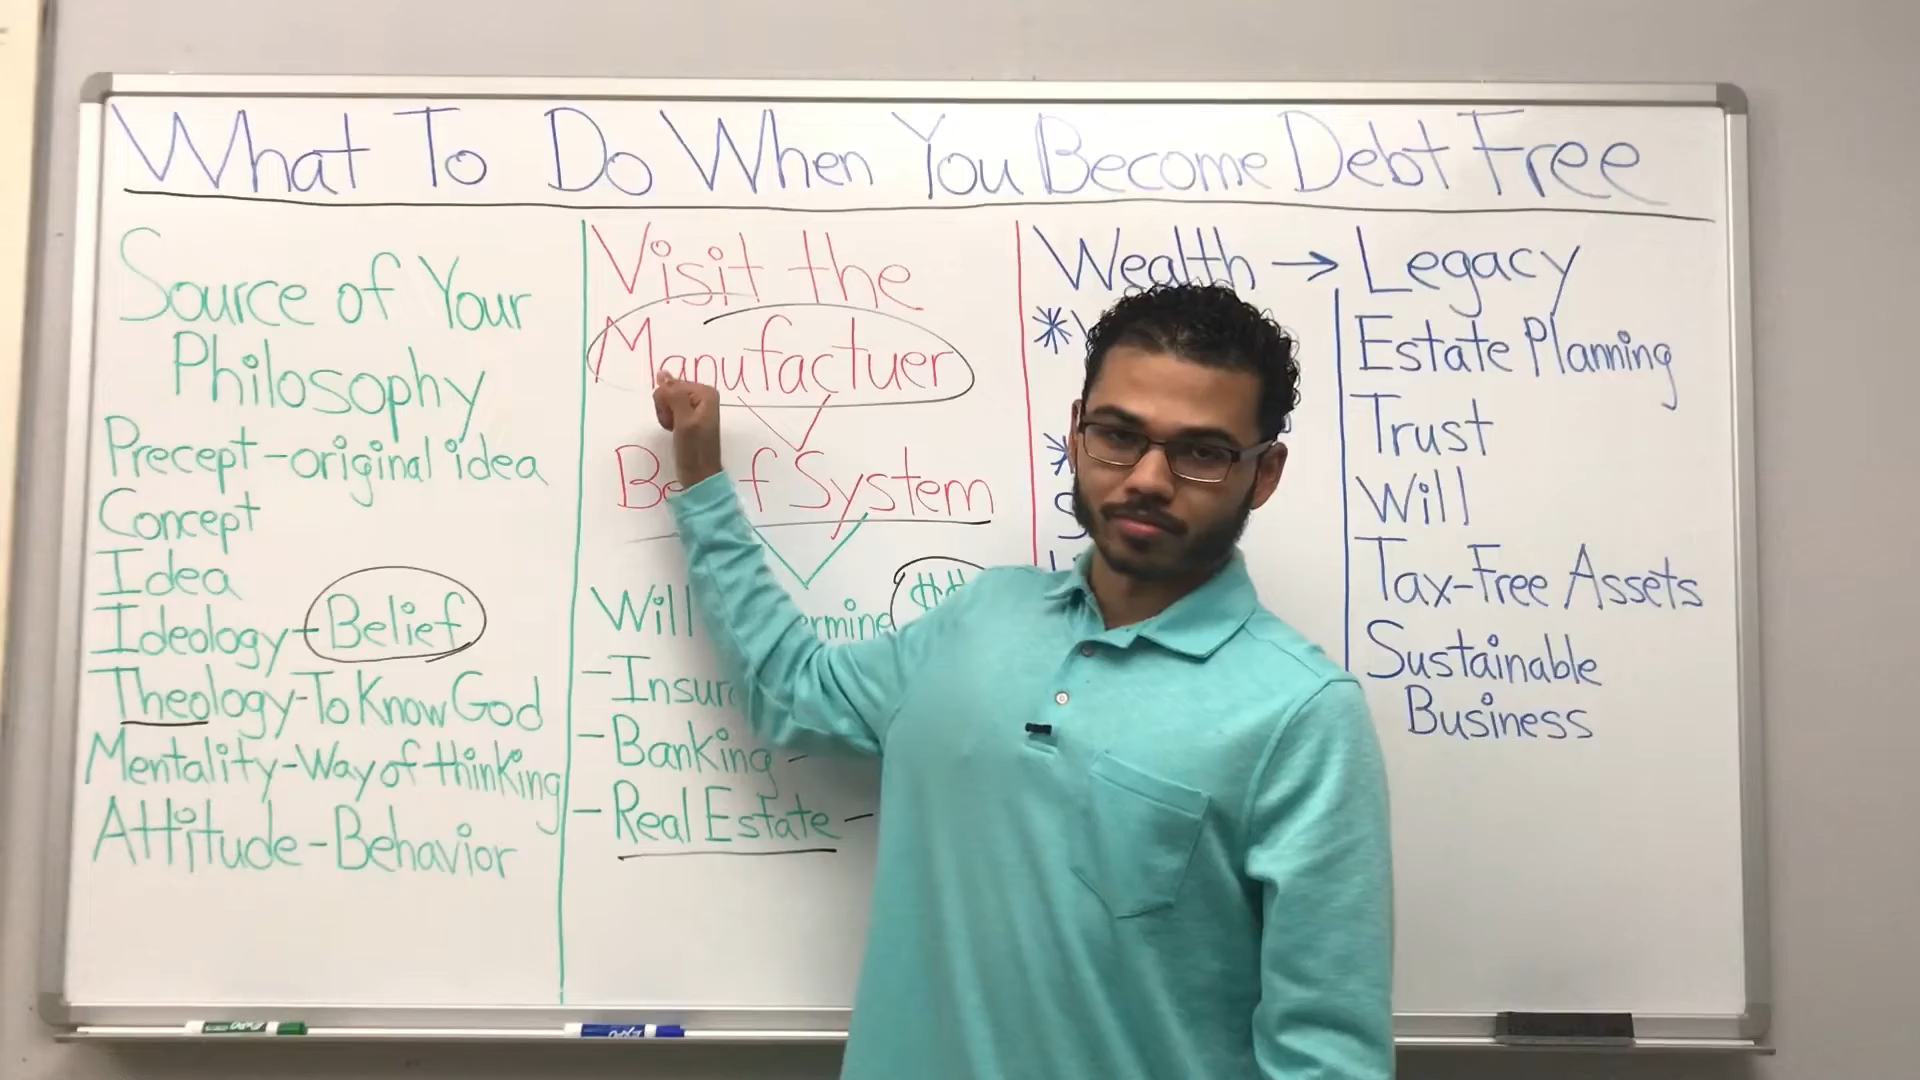 What To Do When You Become Debt Free
Source of Your
Philosophy
Precept-original idea
Concept
Idea
Ideology-Belief
Theology-To Know God
Mentality-Way of thinking
Attitude-Behavior
Visit the
Manufactuer
System
Will
-Banking-
-Real Estate-
Wealth → Legacy
*
*
Estate Planning
Trust
Will
Tax-Free Assets
Sustainable
Business
EXPO
EXPO